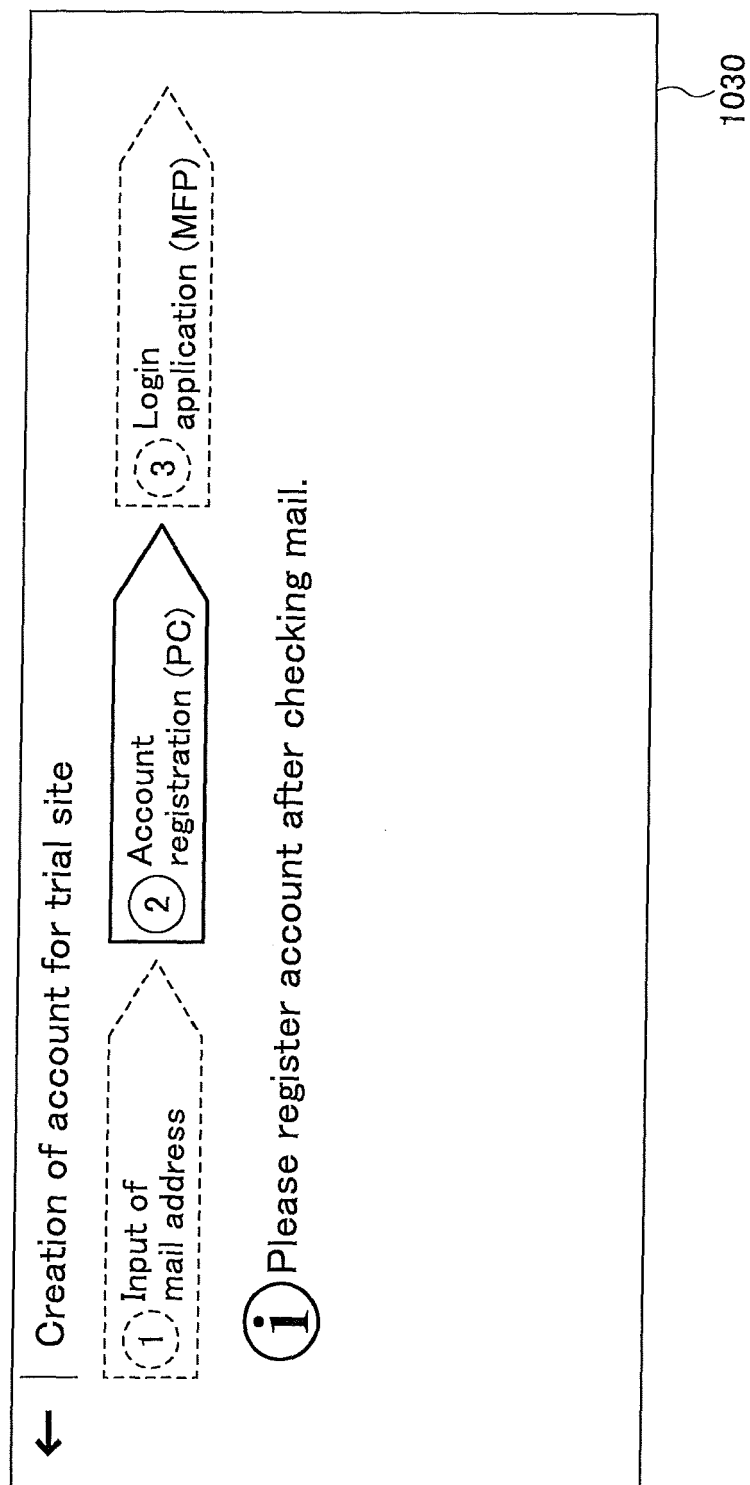 ← Creation of account for trial site
1 Input of
mail address
2 Account
registration (PC)
3 Login
application (MFP)
i Please register account after checking mail.
1030